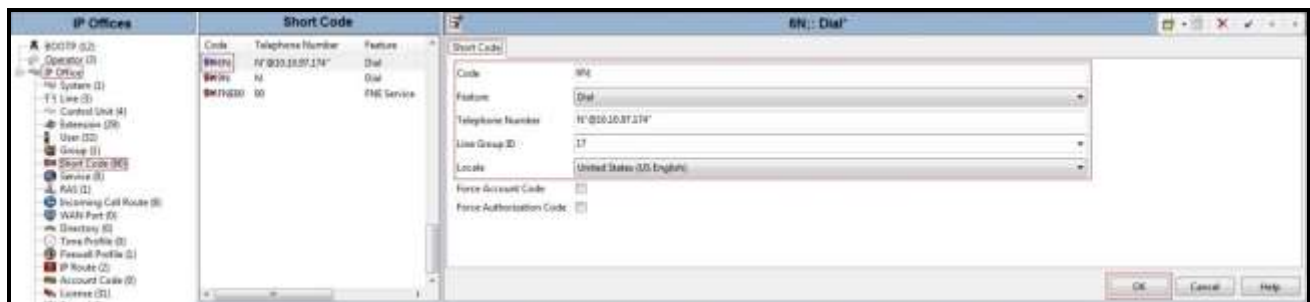 IP Offices
BOOTP (12)
Operator (3)
IP Office
System (1)
Line (3)
Control Unit (4)
Extension (29)
User (32)
Group (1)
Short Code
Service (0)
RAS (1)
Incoming Call Route (8)
WAN Port (0)
Directory (0)
Time Profile (0)
Firewall Profile (1)
IP Route (2)
Account Code (0)
License (31)
Short Code
Code Telephone Number Feature
N"@10.10.97.174" Dial
N Dial
FNE00 00 FNE Service
6N;: Dial*
Short Code
Code 6N;
Feature Dial
Telephone Number N"@10.10.97.174"
Line Group ID 17
Locale United States (US English)
Force Account Code
Force Authorization Code
OK Cancel Help